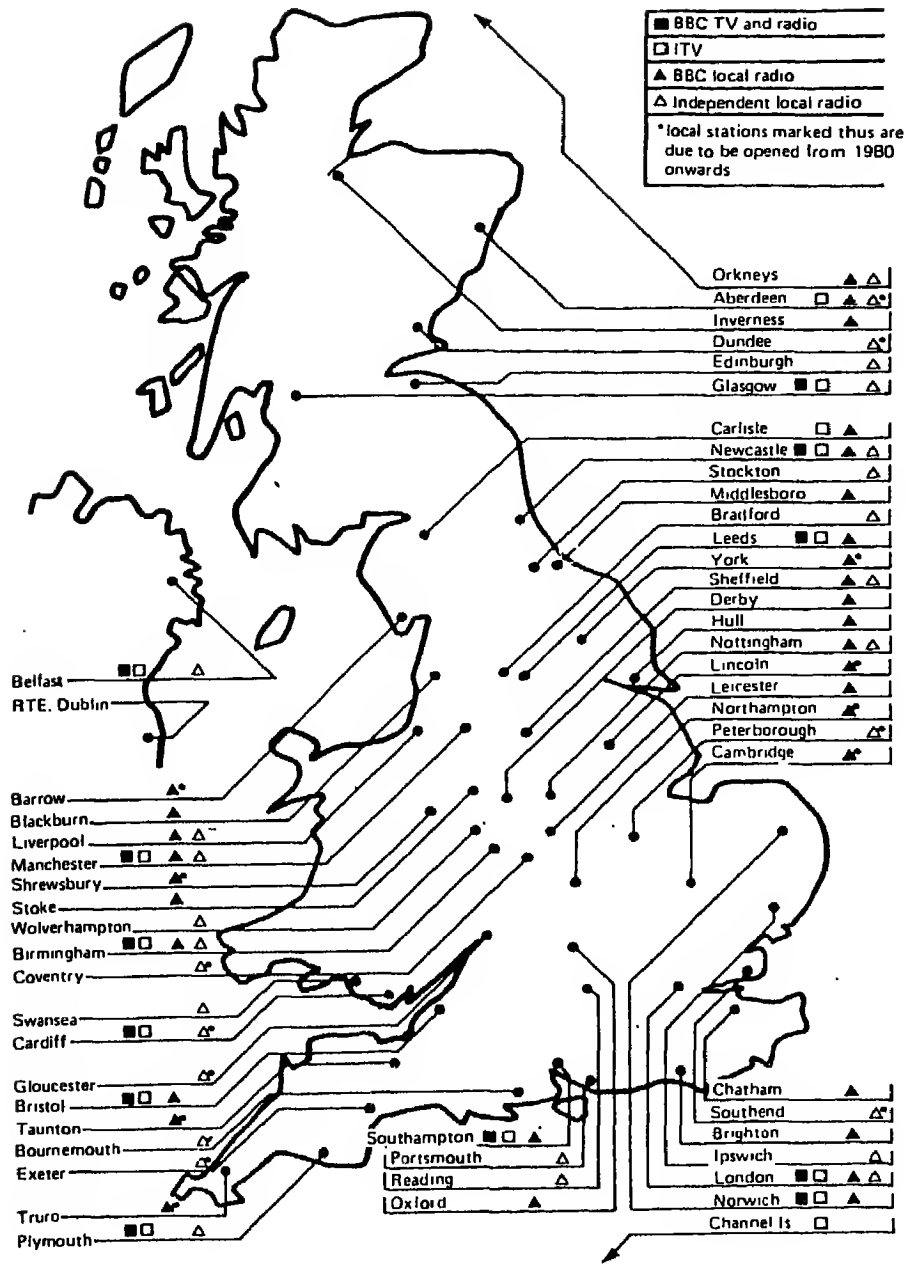 BBC TV and radio
ITV
BBC local radio
Independent local radio
*local stations marked thus are
due to be opened from 1980
onwards
Orkneys
Aberdeen
Inverness
Dundee
Edinburgh
Glasgow
Carlisle
Newcastle
Stockton
Middlesboro
Bradford
Leeds
York
Sheffield
Derby
Hull
Nottingham
Lincoln
Leicester
Northampton
Peterborough
Cambridge
Belfast
RTE. Dublin
Barrow
Blackburn
Liverpool
Manchester
Shrewsbury
Stoke
Wolverhampton
Birmingham
Coventry
Swansea
Cardiff
Gloucester
Bristol
Taunton
Bournemouth
Exeter
Truro
Plymouth
Southampton
Portsmouth
Reading
Oxford
Chatham
Southend
Brighton
Ipswich
London
Norwich
Channel Is